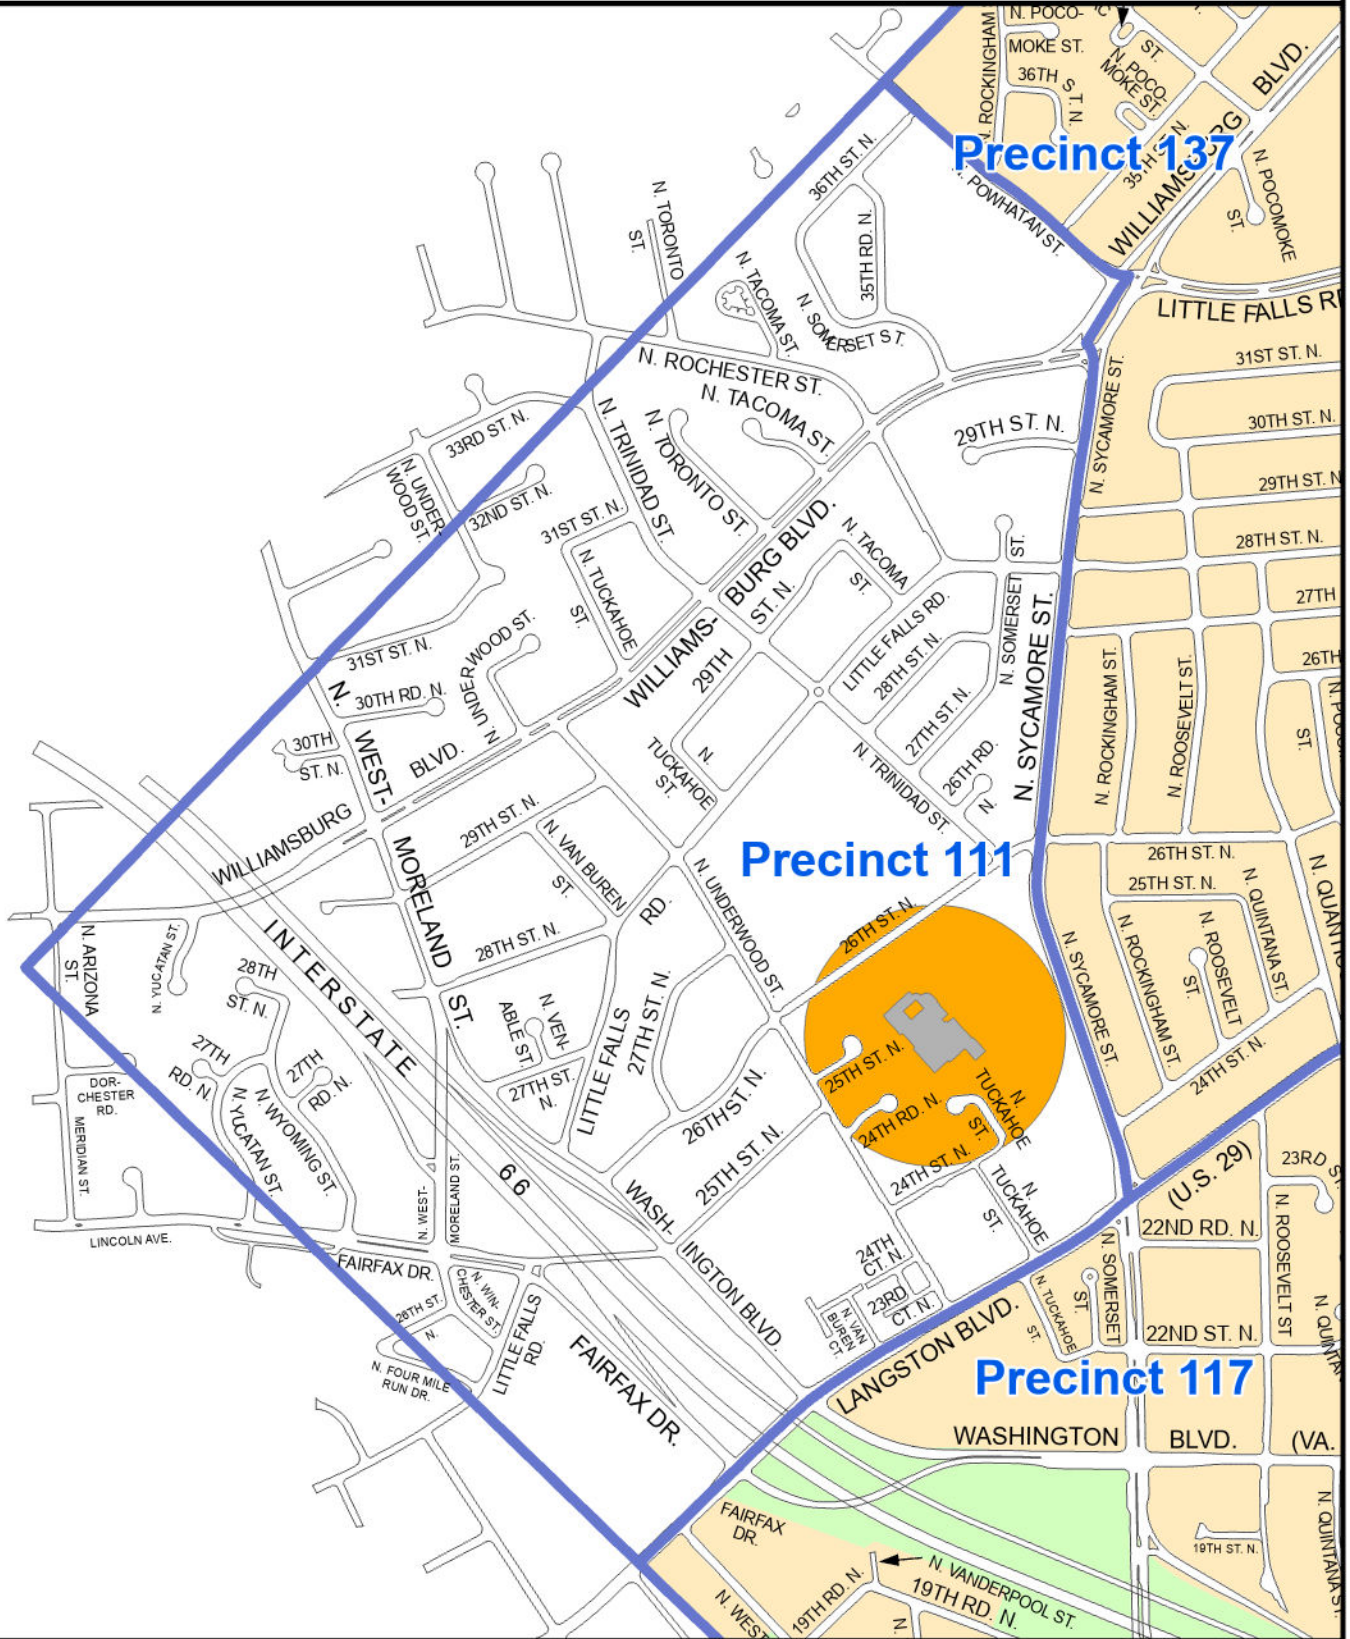 N. POCO-
MOKE ST.
N. ROCKINGHAM
36TH ST. N.
ST.
N. POCO-
MOKE ST.
BLVD.
WILLIAMSBURG
35TH ST. N.
Precinct 137
N. POWHATAN ST.
N. POCOMOKE
ST.
36TH ST. N.
35TH RD. N.
N. TORONTO
ST.
N. TACOMA ST.
N. SOMERSET ST.
LITTLE FALLS R
31ST ST. N.
30TH ST. N.
29TH ST. N
28TH ST. N.
27TH
26TH
N. ROCHESTER ST.
N. TACOMA ST.
29TH ST. N.
N. SYCAMORE ST.
33RD ST. N.
N. UNDER-
WOOD ST.
32ND ST. N.
31ST ST. N.
N. TRINIDAD ST.
N. TORONTO ST.
N. TUCKAHOE
ST.
WILLIAMS-
BURG BLVD.
29TH
ST. N.
N. TACOMA
ST.
LITTLE FALLS RD.
28TH ST. N.
27TH ST. N.
26TH RD.
N.
N. SOMERSET
ST.
N. SYCAMORE ST.
N. ROCKINGHAM ST.
N. ROOSEVELT ST.
ST.
31ST ST. N.
30TH RD. N.
N. UNDERWOOD ST.
30TH
ST. N.
N.
WEST-
MORELAND
ST.
BLVD.
WILLIAMSBURG
N.
TUCKAHOE
ST.
N. TRINIDAD ST.
29TH ST. N.
N. VAN BUREN
ST.
RD.
N. UNDERWOOD ST.
Precinct 111
26TH ST. N.
26TH ST. N.
25TH ST. N.
N. QUINTANA ST.
N. ROOSEVELT
ST.
N. ROCKINGHAM ST.
N. SYCAMORE ST.
24TH ST. N.
INTERSTATE
66
N. ARIZONA
ST.
N. YUCATAN ST.
28TH
ST. N.
27TH
RD. N.
27TH
RD. N.
N. WYOMING ST.
N. YUCATAN ST.
28TH ST. N.
N. VEN-
ABLE ST.
27TH ST.
N.
LITTLE FALLS
27TH ST. N.
26TH ST. N.
25TH ST. N.
25TH ST. N.
24TH RD. N.
N.
TUCKAHOE
ST.
24TH ST. N.
N.
TUCKAHOE
ST.
DOR-
CHESTER
RD.
MERIDIAN ST.
LINCOLN AVE.
N. WEST-
MORELAND ST.
FAIRFAX DR.
26TH ST.
N.
N. WIN-
CHESTER ST.
N. FOUR MILE
RUN DR.
LITTLE FALLS
RD.
FAIRFAX DR.
WASH-
INGTON BLVD.
24TH
CT. N.
23RD
CT. N.
N. VAN
BUREN
CT.
LANGSTON BLVD.
(U.S. 29)
23RD
22ND RD. N.
N. SOMERSET
ST.
N. TUCKAHOE
ST.
N. ROOSEVELT ST
22ND ST. N.
Precinct 117
WASHINGTON
BLVD.
(VA.
FAIRFAX
DR.
19TH RD. N.
N. VANDERPOOL ST.
19TH RD. N.
N. WEST
N.
19TH ST. N.
N. QUINTANA ST.